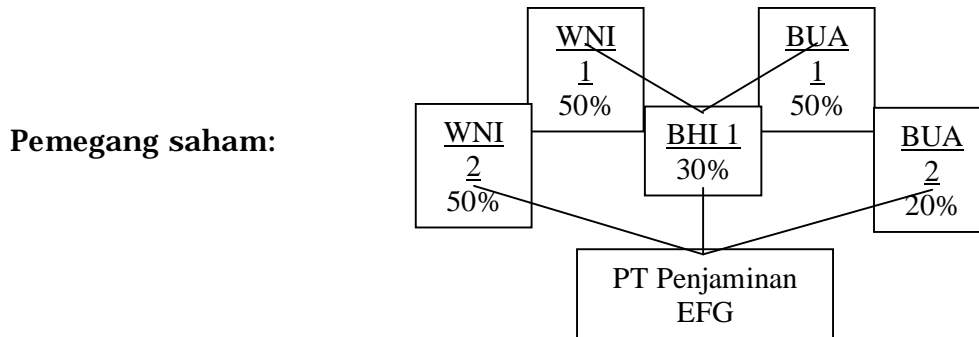 WNI
1
50%
BUA
1
50%
Pemegang saham:
WNI
2
50%
BHI 1
30%
BUA
2
20%
PT Penjaminan
EFG